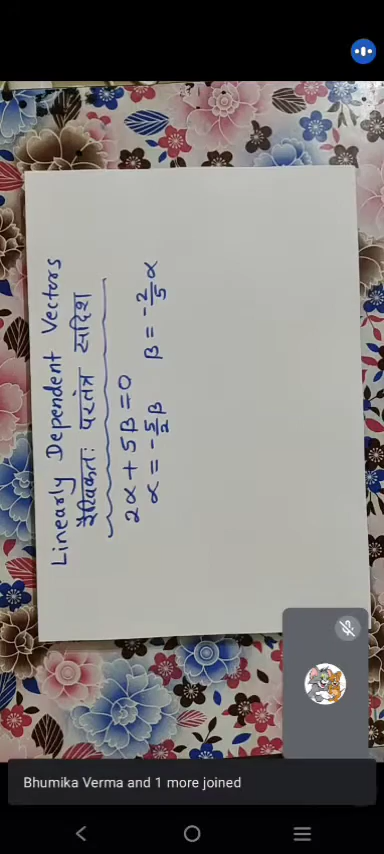 Linearly Dependent Vectors
रैखिकतः परतंत्र सदिश
2α + 5β = 0
α = -5/2 β β = -2/5 α
Bhumika Verma and 1 more joined